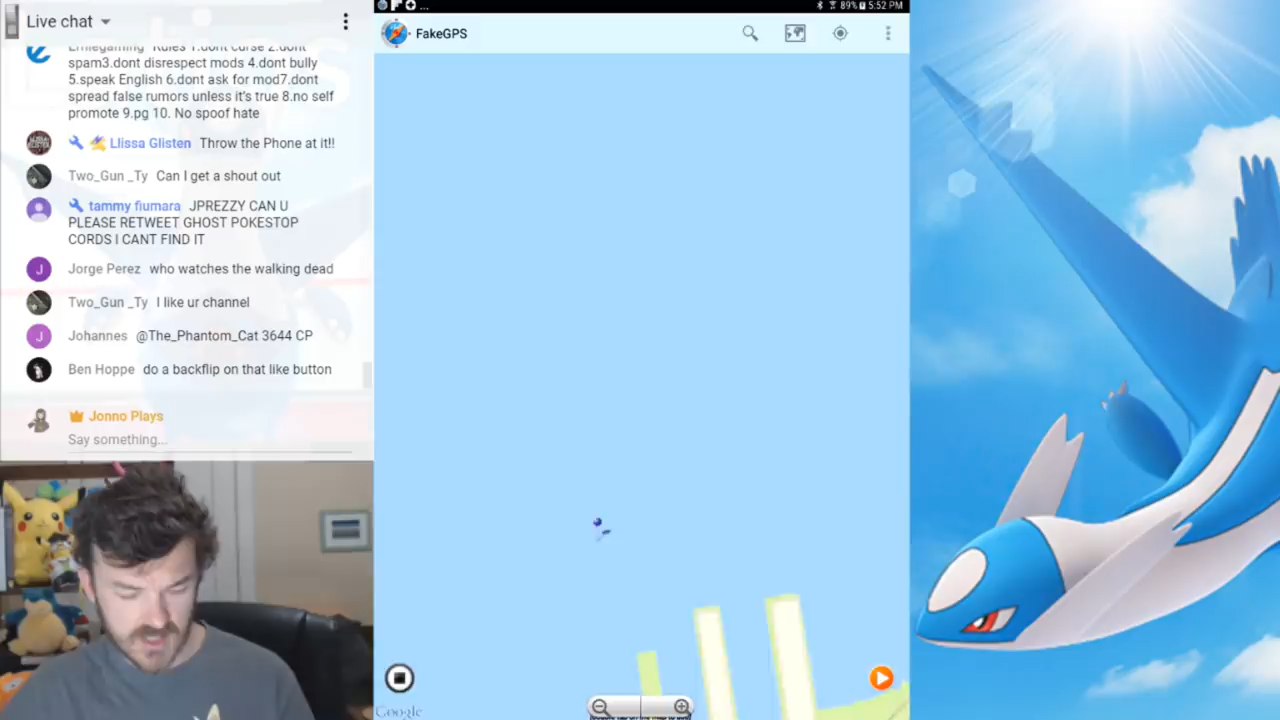 Live chat
Erniegaming Rules 1.dont curse 2.dont
spam3.dont disrespect mods 4.dont bully
5.speak English 6.dont ask for mod7.dont
spread false rumors unless it's true 8.no self
promote 9.pg 10. No spoof hate
Llissa Glisten Throw the Phone at it!!
Two_Gun _Ty Can I get a shout out
tammy fiumara JPREZZY CAN U
PLEASE RETWEET GHOST POKESTOP
CORDS I CANT FIND IT
Jorge Perez who watches the walking dead
Two_Gun _Ty I like ur channel
Johannes @The_Phantom_Cat 3644 CP
Ben Hoppe do a backflip on that like button
Jonno Plays
Say something...
... 89% 5:52 PM
FakeGPS
Google